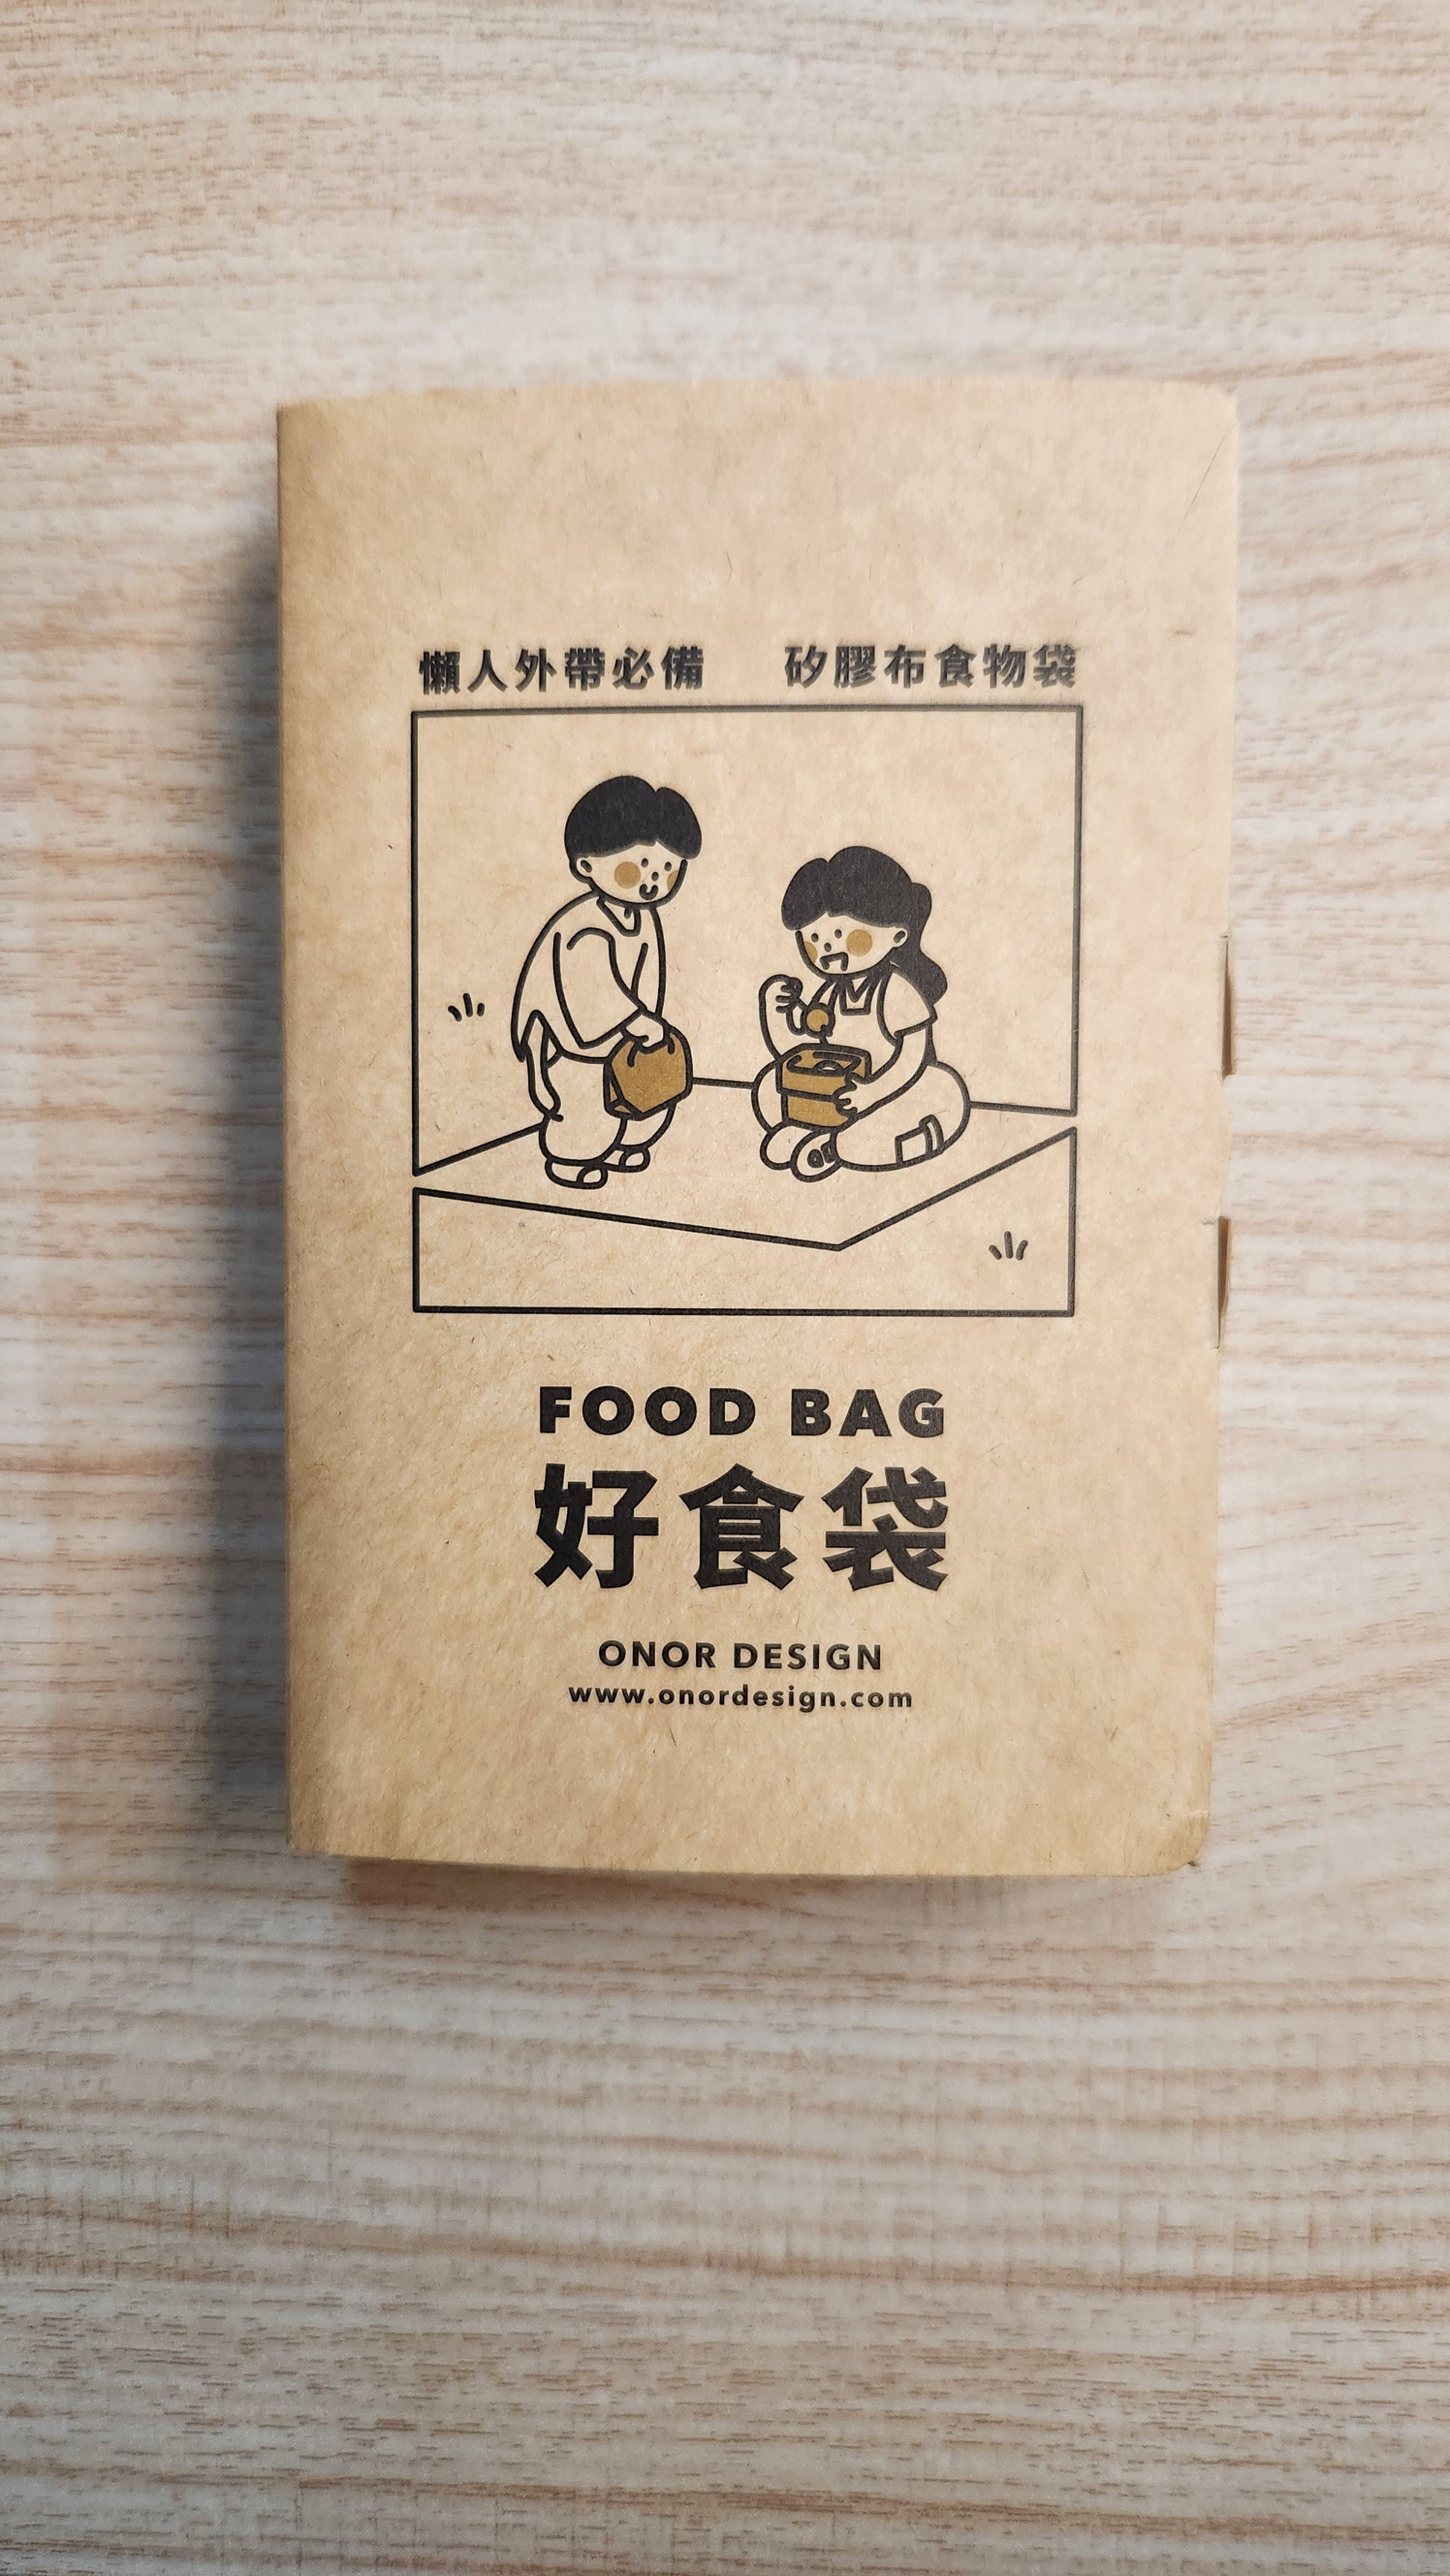 懶人外帶必備 矽膠布食物袋
FOOD BAG
好食袋
ONOR DESIGN
www.onordesign.com